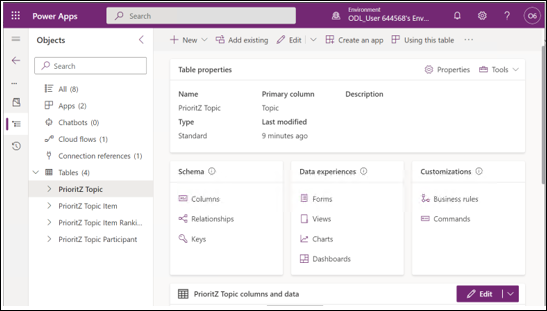 Power Apps
Search
Environment
ODL_User 644568's Env...
O6
Objects
Search
All (8)
Apps (2)
Chatbots (0)
Cloud flows (1)
Connection references (1)
Tables (4)
PrioritZ Topic
PrioritZ Topic Item
PrioritZ Topic Item Ranki...
PrioritZ Topic Participant
New
Add existing
Edit
Create an app
Using this table
Table properties
Properties
Tools
Name
Primary column
Description
PrioritZ Topic
Topic
Type
Last modified
Standard
9 minutes ago
Schema
Columns
Relationships
Keys
Data experiences
Forms
Views
Charts
Dashboards
Customizations
Business rules
Commands
PrioritZ Topic columns and data
Edit